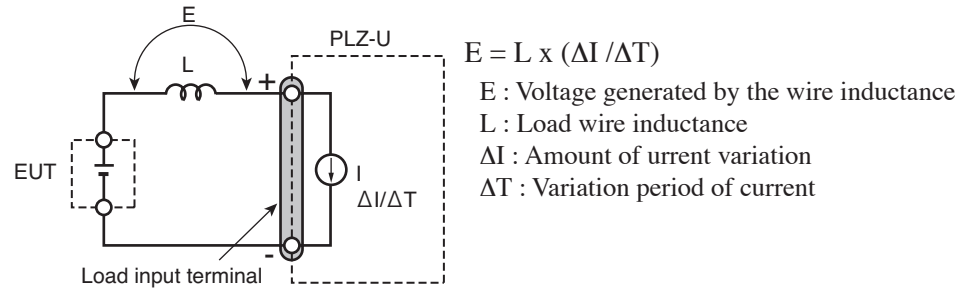 E
PLZ-U
L
+
EUT
I
ΔI/ΔT
-
Load input terminal
E = L x (ΔI /ΔT)
E : Voltage generated by the wire inductance
L : Load wire inductance
ΔI : Amount of urrent variation
ΔT : Variation period of current